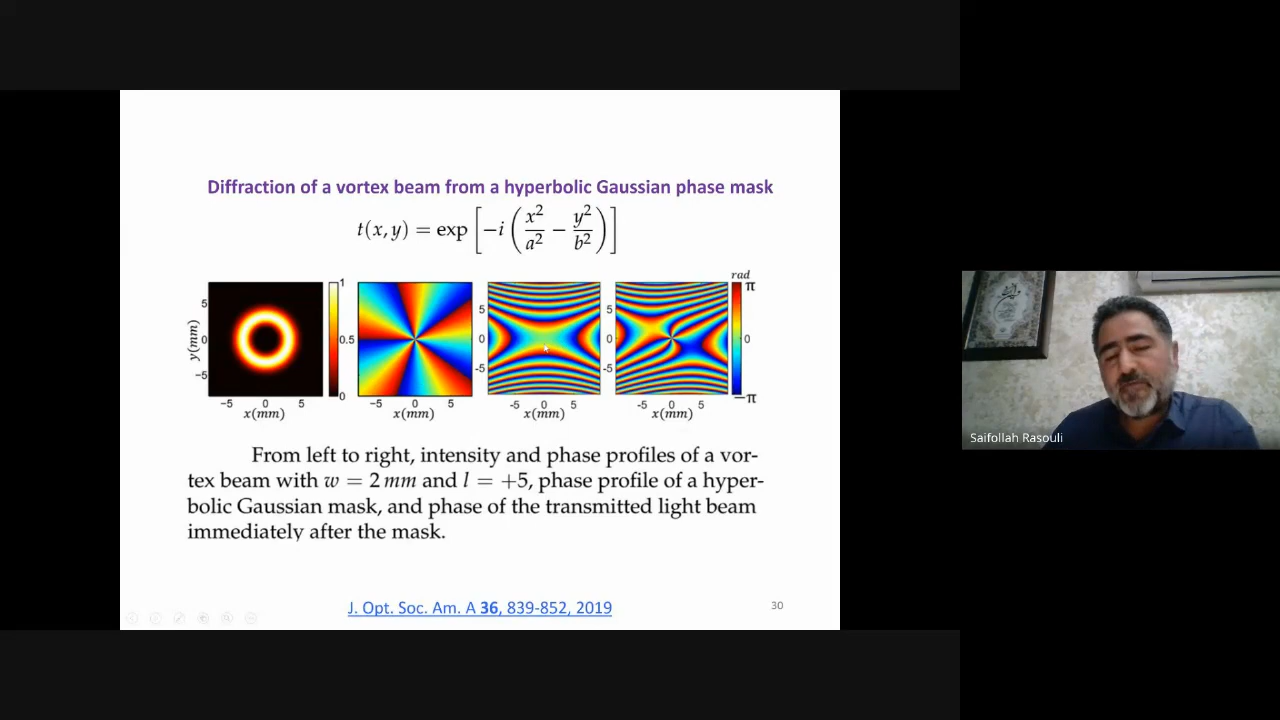 Diffraction of a vortex beam from a hyperbolic Gaussian phase mask
t(x, y) = exp [−i (x²/a² − y²/b²)]
rad
1 0.5 0
π 0 −π
y(mm)
5 0 −5
5 0 -5
5 0 -5
−5 0 5
−5 0 5
-5 0 5
-5 0 5
x(mm) x(mm) x(mm) x(mm)
From left to right, intensity and phase profiles of a vor-
tex beam with w = 2 mm and l = +5, phase profile of a hyper-
bolic Gaussian mask, and phase of the transmitted light beam
immediately after the mask.
J. Opt. Soc. Am. A 36, 839-852, 2019
30
Saifollah Rasouli